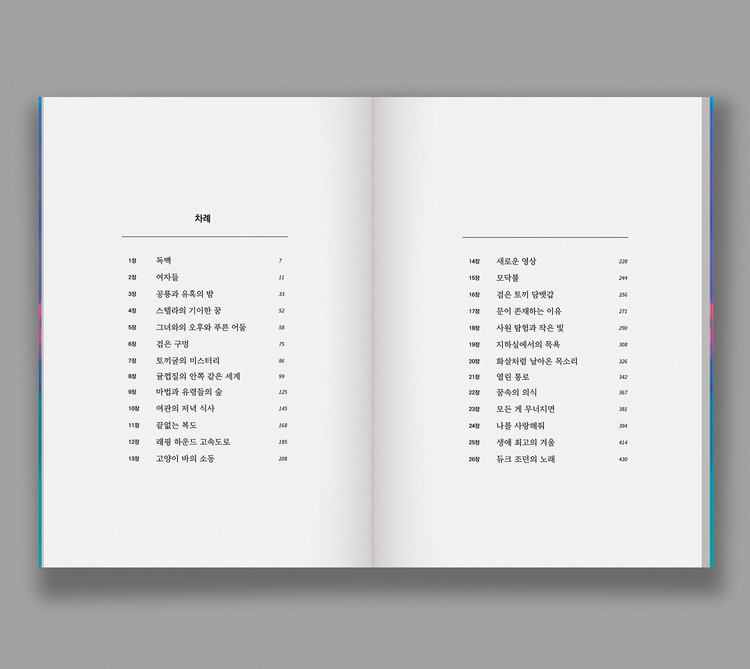 차례
1장 독백 7
2장 여자들 11
3장 공룡과 유혹의 밤 33
4장 스텔라의 기이한 꿈 52
5장 그녀와의 오후와 푸른 어둠 58
6장 검은 구멍 75
7장 토끼굴의 미스터리 86
8장 귤껍질의 안쪽 같은 세계 99
9장 마법과 유령들의 숲 125
10장 여관의 저녁 식사 145
11장 끝없는 복도 168
12장 래핑 하운드 고속도로 185
13장 고양이 바의 소동 208
14장 새로운 영상 228
15장 모닥불 244
16장 검은 토끼 담뱃갑 256
17장 문이 존재하는 이유 271
18장 사원 탐험과 작은 빛 290
19장 지하실에서의 목욕 308
20장 화살처럼 날아온 목소리 326
21장 열린 통로 342
22장 꿈속의 의식 367
23장 모든 게 무너지면 381
24장 나를 사랑해줘 394
25장 생애 최고의 겨울 414
26장 듀크 조던의 노래 430